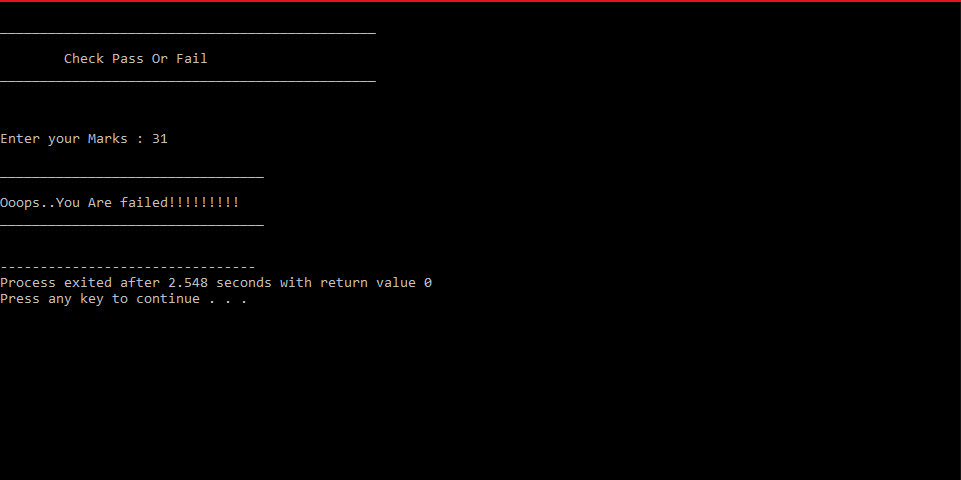 _______________________________________________
Check Pass Or Fail
_______________________________________________
Enter your Marks : 31
_________________________________
Ooops..You Are failed!!!!!!!!!
_________________________________
--------------------------------
Process exited after 2.548 seconds with return value 0
Press any key to continue . . .